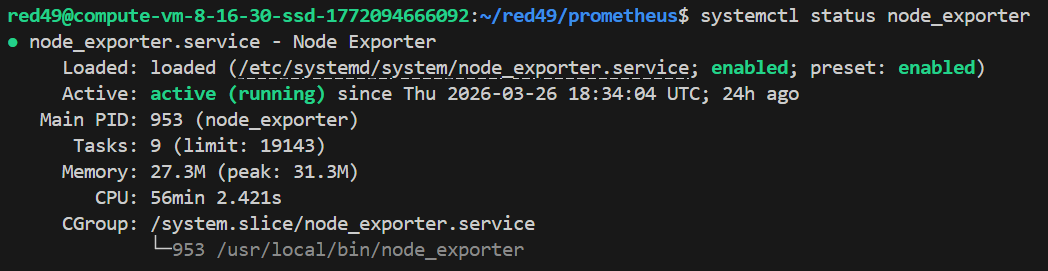 red49@compute-vm-8-16-30-ssd-1772094666092:~/red49/prometheus$ systemctl status node_exporter
● node_exporter.service - Node Exporter
Loaded: loaded (/etc/systemd/system/node_exporter.service; enabled; preset: enabled)
Active: active (running) since Thu 2026-03-26 18:34:04 UTC; 24h ago
Main PID: 953 (node_exporter)
Tasks: 9 (limit: 19143)
Memory: 27.3M (peak: 31.3M)
CPU: 56min 2.421s
CGroup: /system.slice/node_exporter.service
└─953 /usr/local/bin/node_exporter